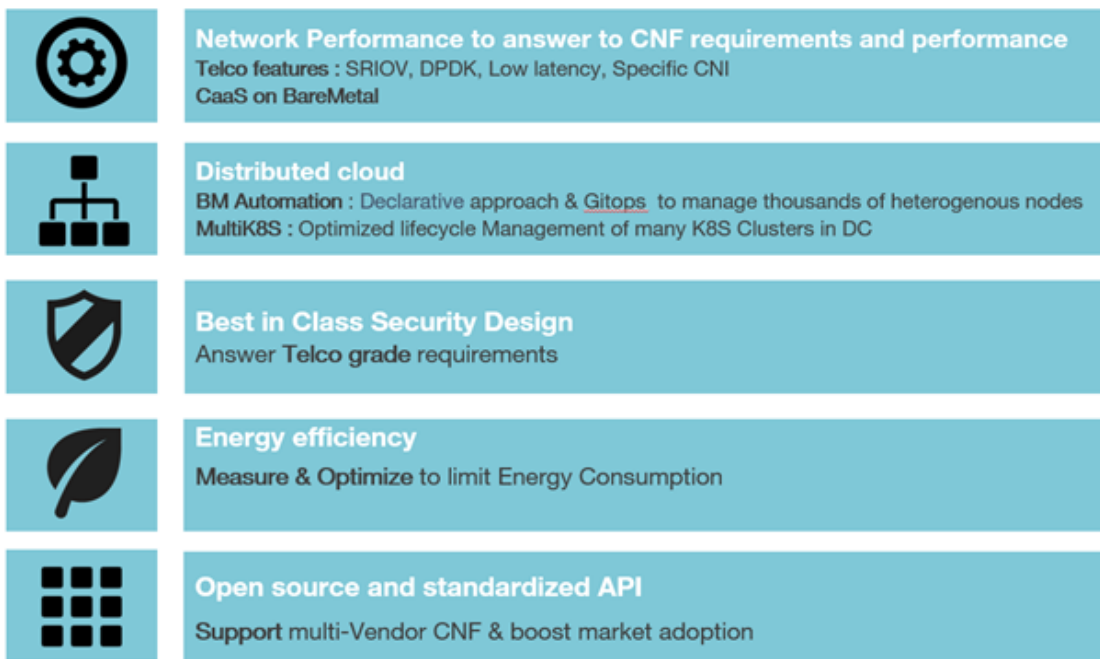 Network Performance to answer to CNF requirements and performance
Telco features : SRIOV, DPDK, Low latency, Specific CNI
CaaS on BareMetal
Distributed cloud
BM Automation : Declarative approach & Gitops to manage thousands of heterogenous nodes
MultiK8S : Optimized lifecycle Management of many K8S Clusters in DC
Best in Class Security Design
Answer Telco grade requirements
Energy efficiency
Measure & Optimize to limit Energy Consumption
Open source and standardized API
Support multi-Vendor CNF & boost market adoption